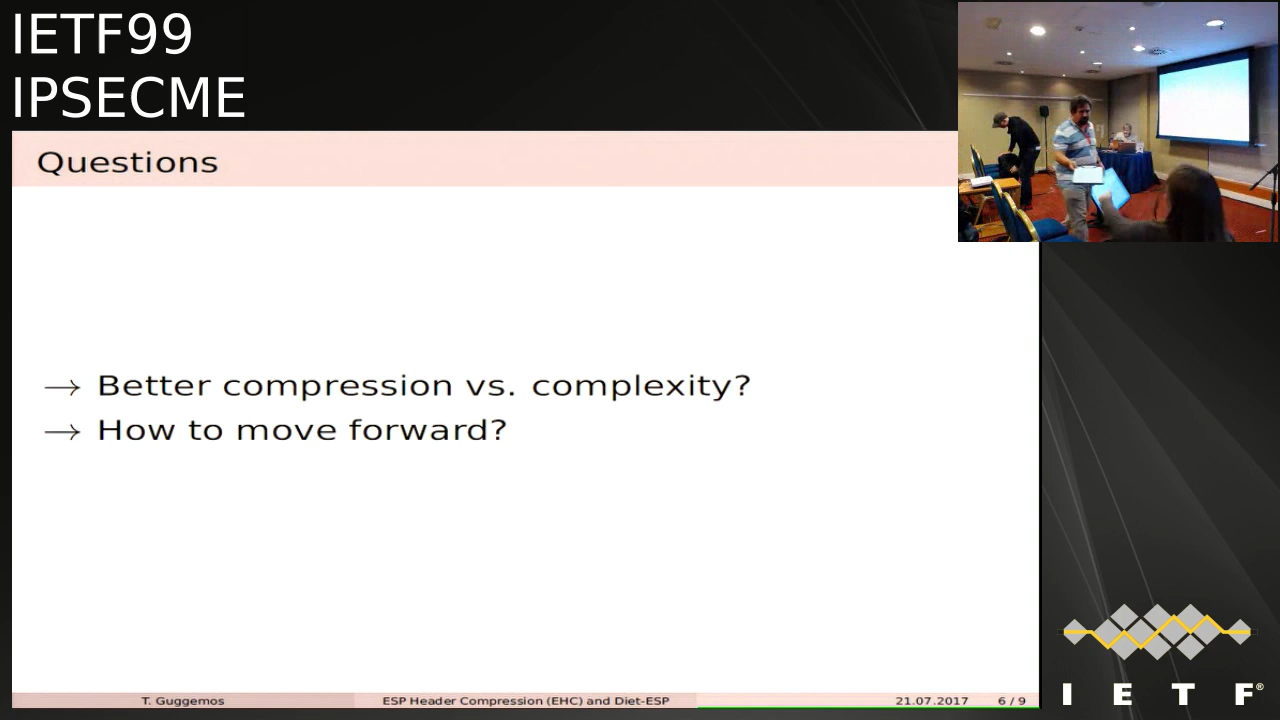 IETF99
IPSECME
Questions
→ Better compression vs. complexity?
→ How to move forward?
T. Guggemos ESP Header Compression (EHC) and Diet-ESP 21.07.2017 6 / 9
I E T F®